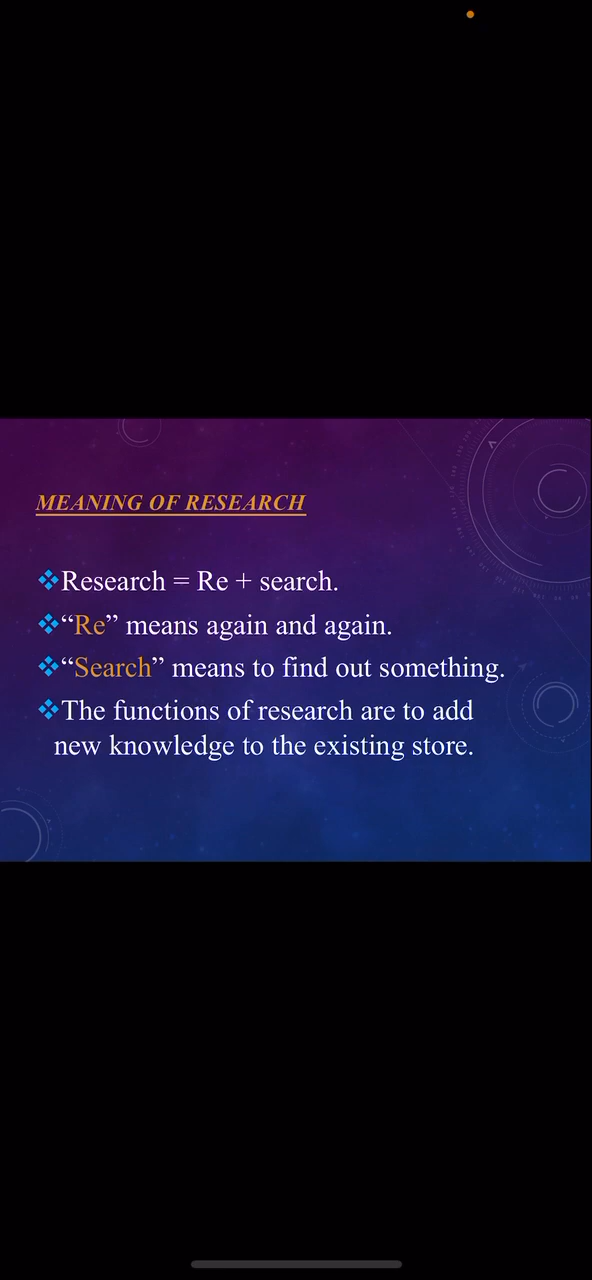 MEANING OF RESEARCH
❖Research = Re + search.
❖“Re” means again and again.
❖“Search” means to find out something.
❖The functions of research are to add
new knowledge to the existing store.